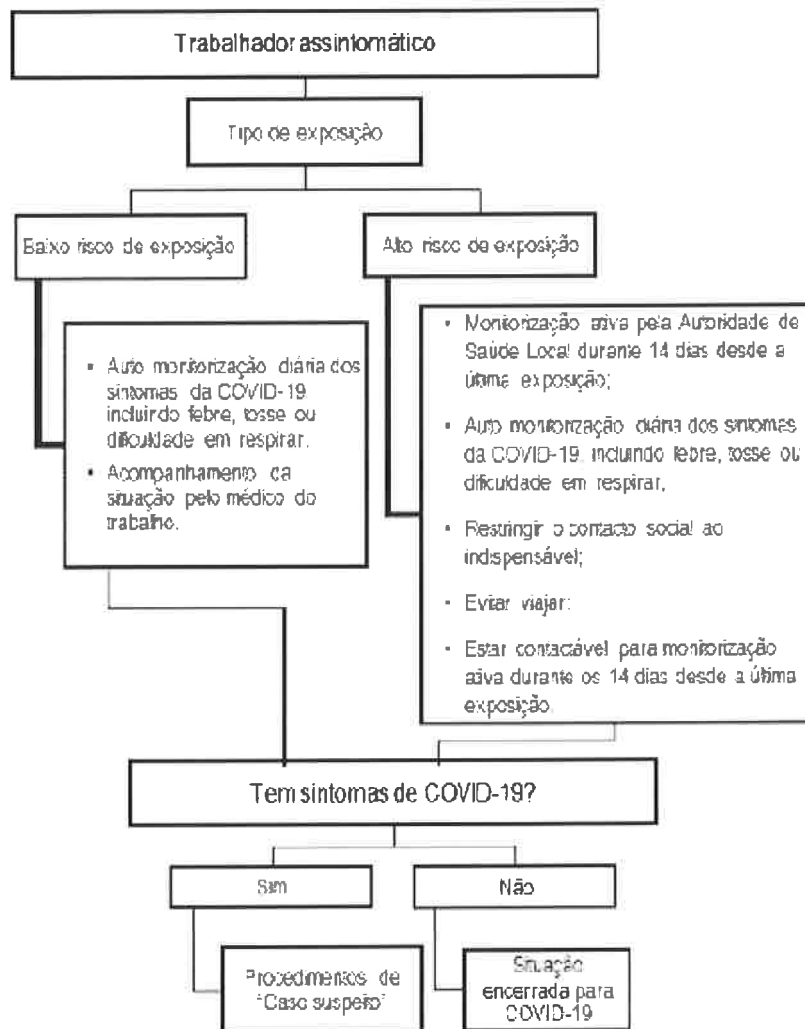 Trabalhador assintomático
Tipo de exposição
Baixo risco de exposição
Alto risco de exposição
• Auto monitorização diária dos
sintomas da COVID-19
incluindo febre, tosse ou
dificuldade em respirar.
• Acompanhamento da
situação pelo médico do
trabalho.
• Monitorização ativa pela Autoridade de
Saúde Local durante 14 dias desde a
última exposição;
• Auto monitorização diária dos sintomas
da COVID-19, incluindo febre, tosse ou
dificuldade em respirar;
• Restringir o contacto social ao
indispensável;
• Evitar viajar;
• Estar contactável para monitorização
ativa durante os 14 dias desde a última
exposição.
Tem sintomas de COVID-19?
Sim
Não
Procedimentos de
"Caso suspeito"
Situação
encerrada para
COVID-19